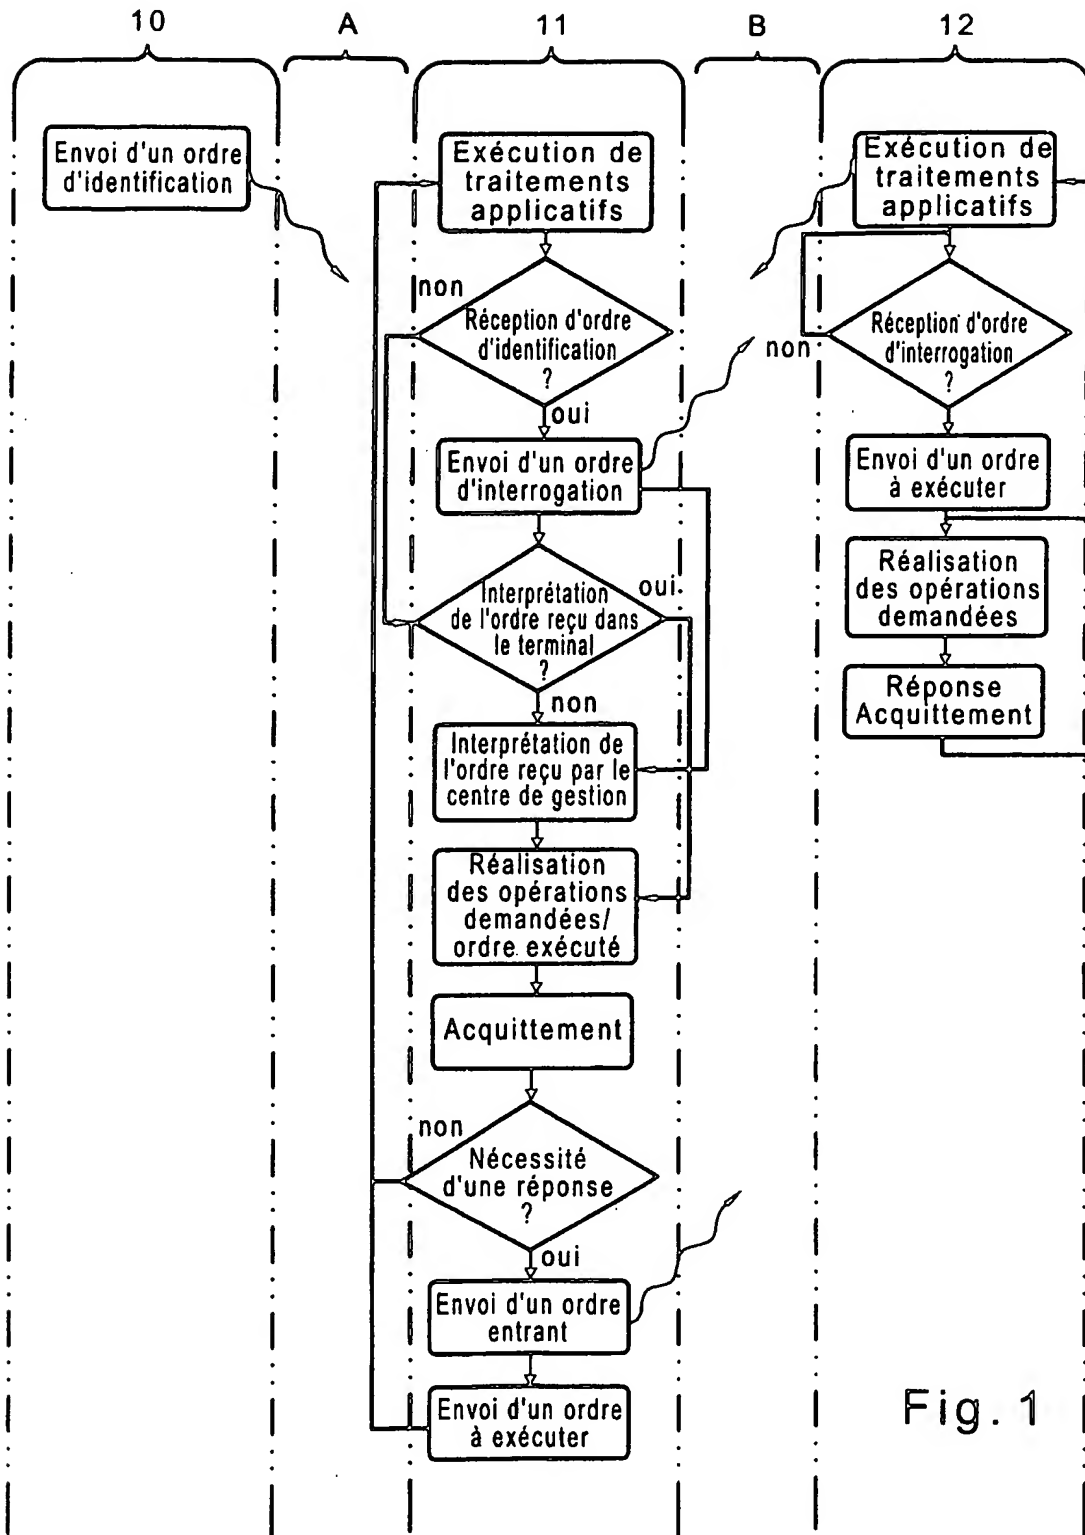 10
A
11
B
12
Envoi d'un ordre
d'identification
Exécution de
traitements
applicatifs
non
Réception d'ordre
d'identification
?
oui
Envoi d'un ordre
d'interrogation
Interprétation
de l'ordre reçu dans
le terminal
?
oui
non
Interprétation de
l'ordre reçu par le
centre de gestion
Réalisation
des opérations
demandées/
ordre exécuté
Acquittement
non
Nécessité
d'une réponse
?
oui
Envoi d'un ordre
entrant
Envoi d'un ordre
à exécuter
Exécution de
traitements
applicatifs
non
Réception d'ordre
d'interrogation
?
Envoi d'un ordre
à exécuter
Réalisation
des opérations
demandées
Réponse
Acquittement
Fig. 1